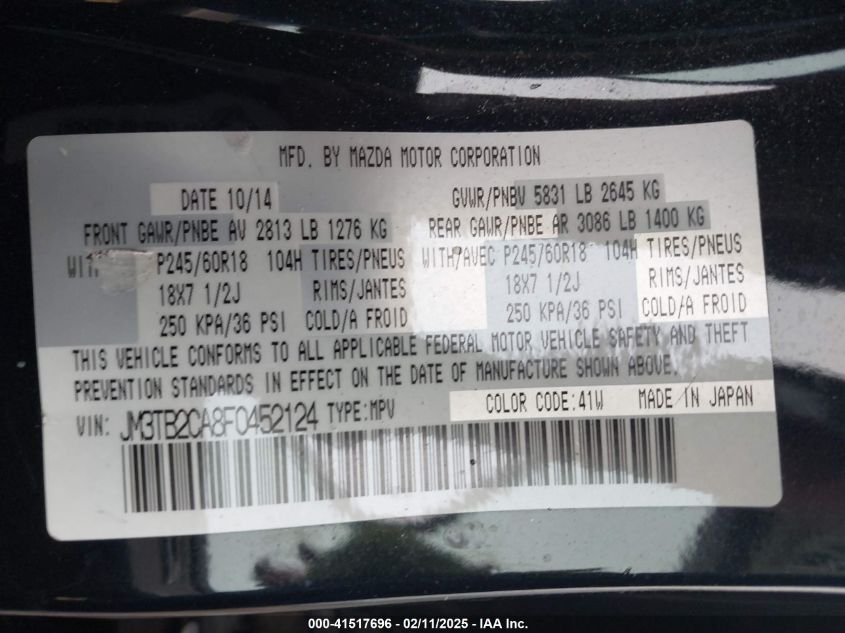 MFD. BY MAZDA MOTOR CORPORATION
DATE 10/14 GVWR/PNBV 5831 LB 2645 KG
FRONT GAWR/PNBE AV 2813 LB 1276 KG REAR GAWR/PNBE AR 3086 LB 1400 KG
WITH P245/60R18 104H TIRES/PNEUS WITH/AVEC P245/60R18 104H TIRES/PNEUS
18X7 1/2J RIMS/JANTES 18X7 1/2J RIMS/JANTES
250 KPA/36 PSI COLD/A FROID 250 KPA/36 PSI COLD/A FROID
THIS VEHICLE CONFORMS TO ALL APPLICABLE FEDERAL MOTOR VEHICLE SAFETY AND THEFT
PREVENTION STANDARDS IN EFFECT ON THE DATE OF MANUFACTURE SHOWN ABOVE.
VIN: JM3TB2CA8F0452124 TYPE:MPV COLOR CODE:41W MADE IN JAPAN
000-41517696 - 02/11/2025 - IAA Inc.